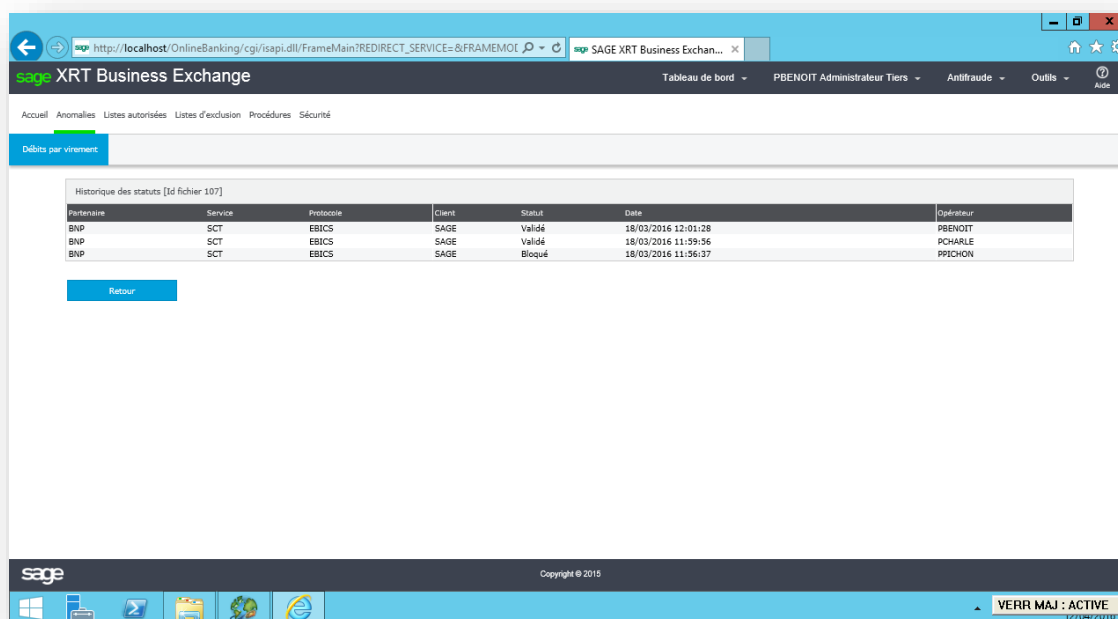 http://localhost/OnlineBanking/cgi/isapi.dll/FrameMain?REDIRECT_SERVICE=&FRAMEMOI
sage SAGE XRT Business Exchan...
sage XRT Business Exchange
Tableau de bord PBENOIT Administrateur Tiers Antifraude Outils Aide
Accueil Anomalies Listes autorisées Listes d'exclusion Procédures Sécurité
Débits par virement
Historique des statuts [Id fichier 107]
Partenaire Service Protocole Client Statut Date Opérateur
BNP SCT EBICS SAGE Validé 18/03/2016 12:01:28 PBENOIT
BNP SCT EBICS SAGE Validé 18/03/2016 11:59:56 PCHARLE
BNP SCT EBICS SAGE Bloqué 18/03/2016 11:56:37 PPICHON
Retour
sage Copyright © 2015
VERR MAJ : ACTIVE